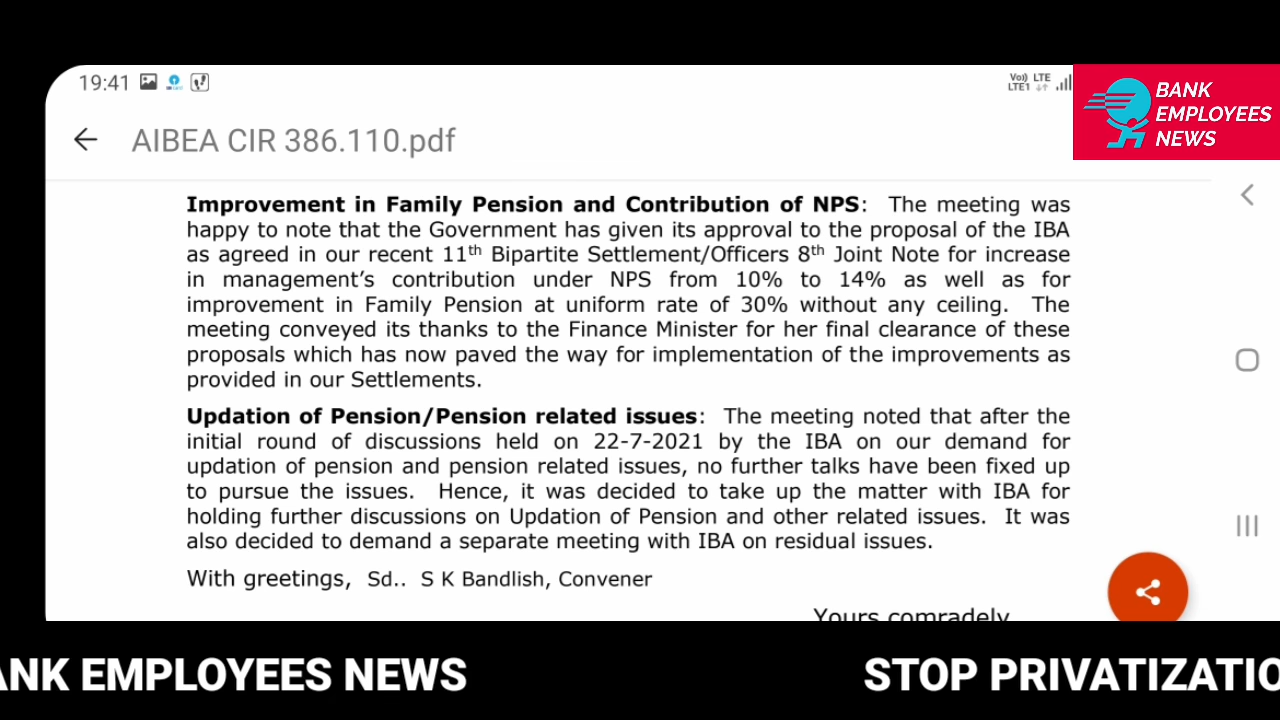 19:41
Vo)) LTE
LTE1
BANK
EMPLOYEES
NEWS
AIBEA CIR 386.110.pdf
Improvement in Family Pension and Contribution of NPS: The meeting was
happy to note that the Government has given its approval to the proposal of the IBA
as agreed in our recent 11th Bipartite Settlement/Officers 8th Joint Note for increase
in management's contribution under NPS from 10% to 14% as well as for
improvement in Family Pension at uniform rate of 30% without any ceiling. The
meeting conveyed its thanks to the Finance Minister for her final clearance of these
proposals which has now paved the way for implementation of the improvements as
provided in our Settlements.
Updation of Pension/Pension related issues: The meeting noted that after the
initial round of discussions held on 22-7-2021 by the IBA on our demand for
updation of pension and pension related issues, no further talks have been fixed up
to pursue the issues. Hence, it was decided to take up the matter with IBA for
holding further discussions on Updation of Pension and other related issues. It was
also decided to demand a separate meeting with IBA on residual issues.
With greetings, Sd.. S K Bandlish, Convener
Yours comradely
ANK EMPLOYEES NEWS STOP PRIVATIZATIO